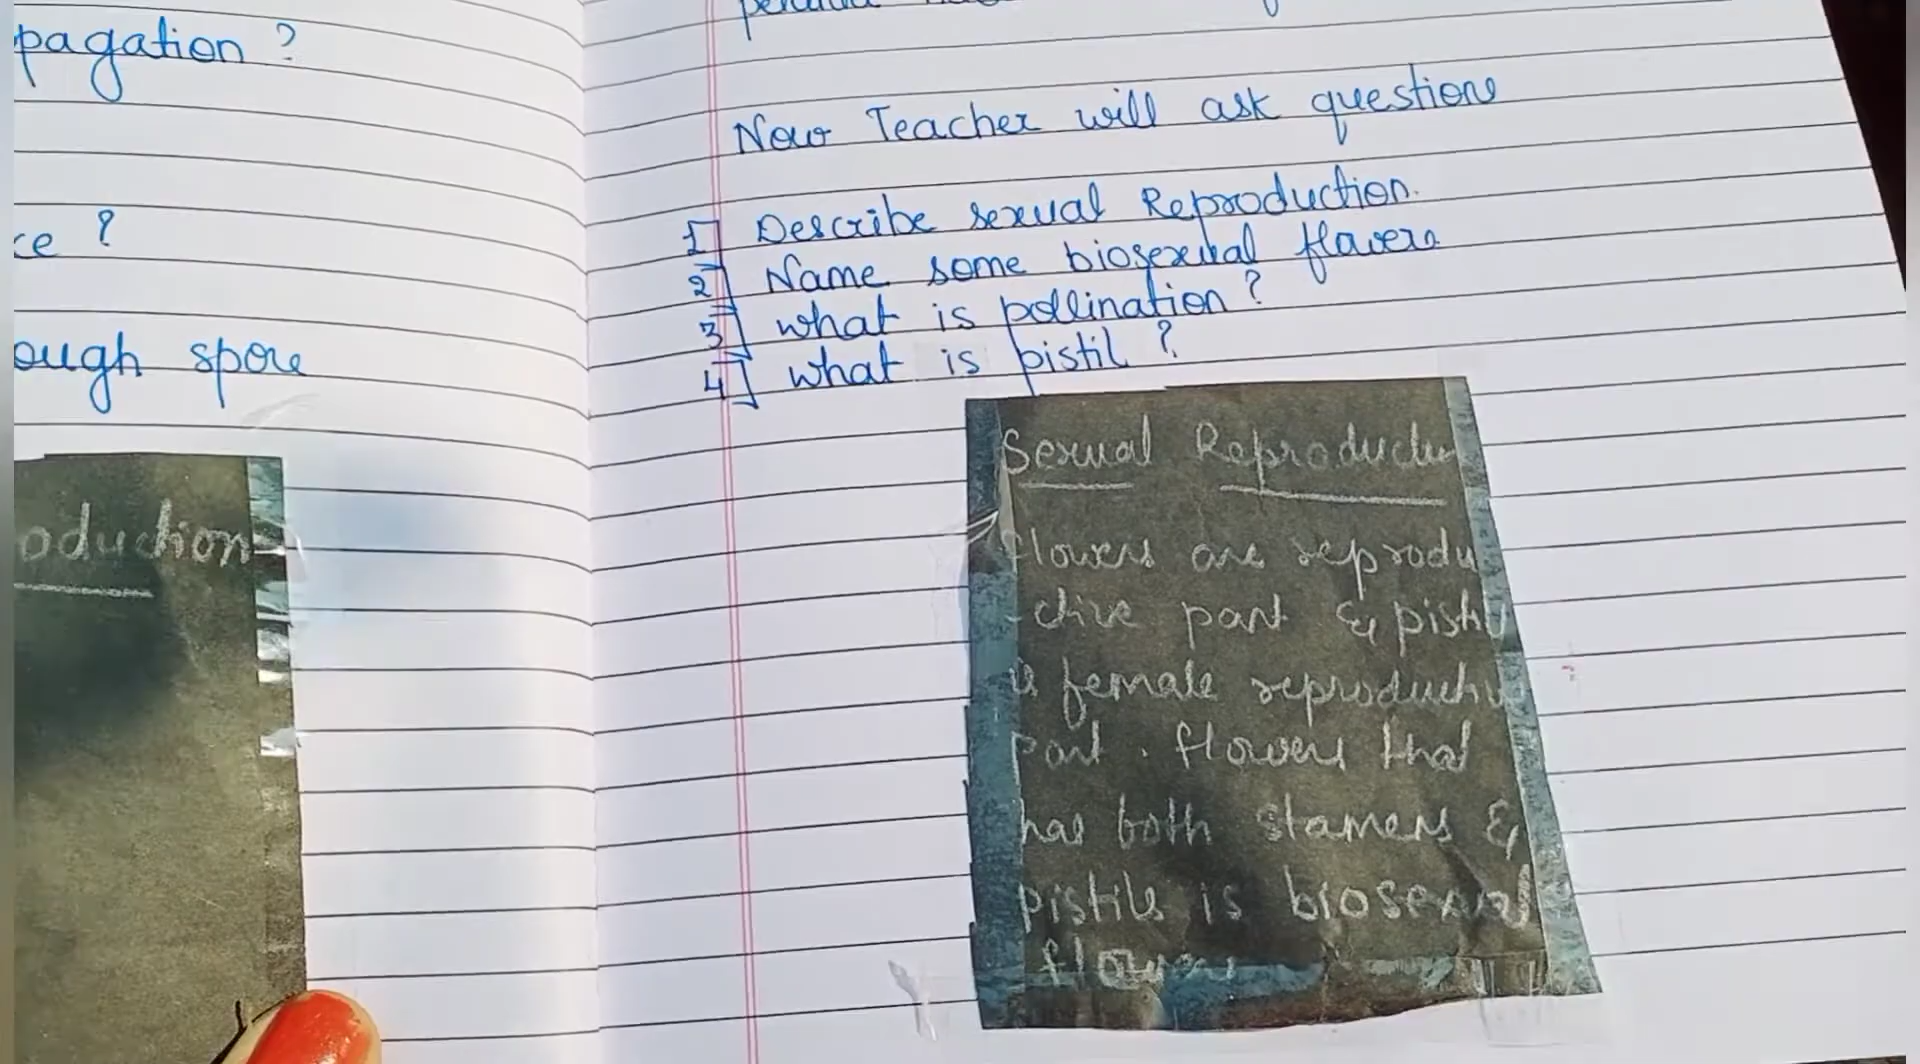 pagation ?
ce ?
ough spore
oduction
Now Teacher will ask questions
1] Describe sexual Reproduction.
2] Name some biosexual flowers
3] what is pollination ?
4] what is pistil ?
Sexual Reproductio
flowers are reprodu
-ctive part & pistil
is female reproductive
part . flowers that
has both stamens &
pistils is biosexual
flowers